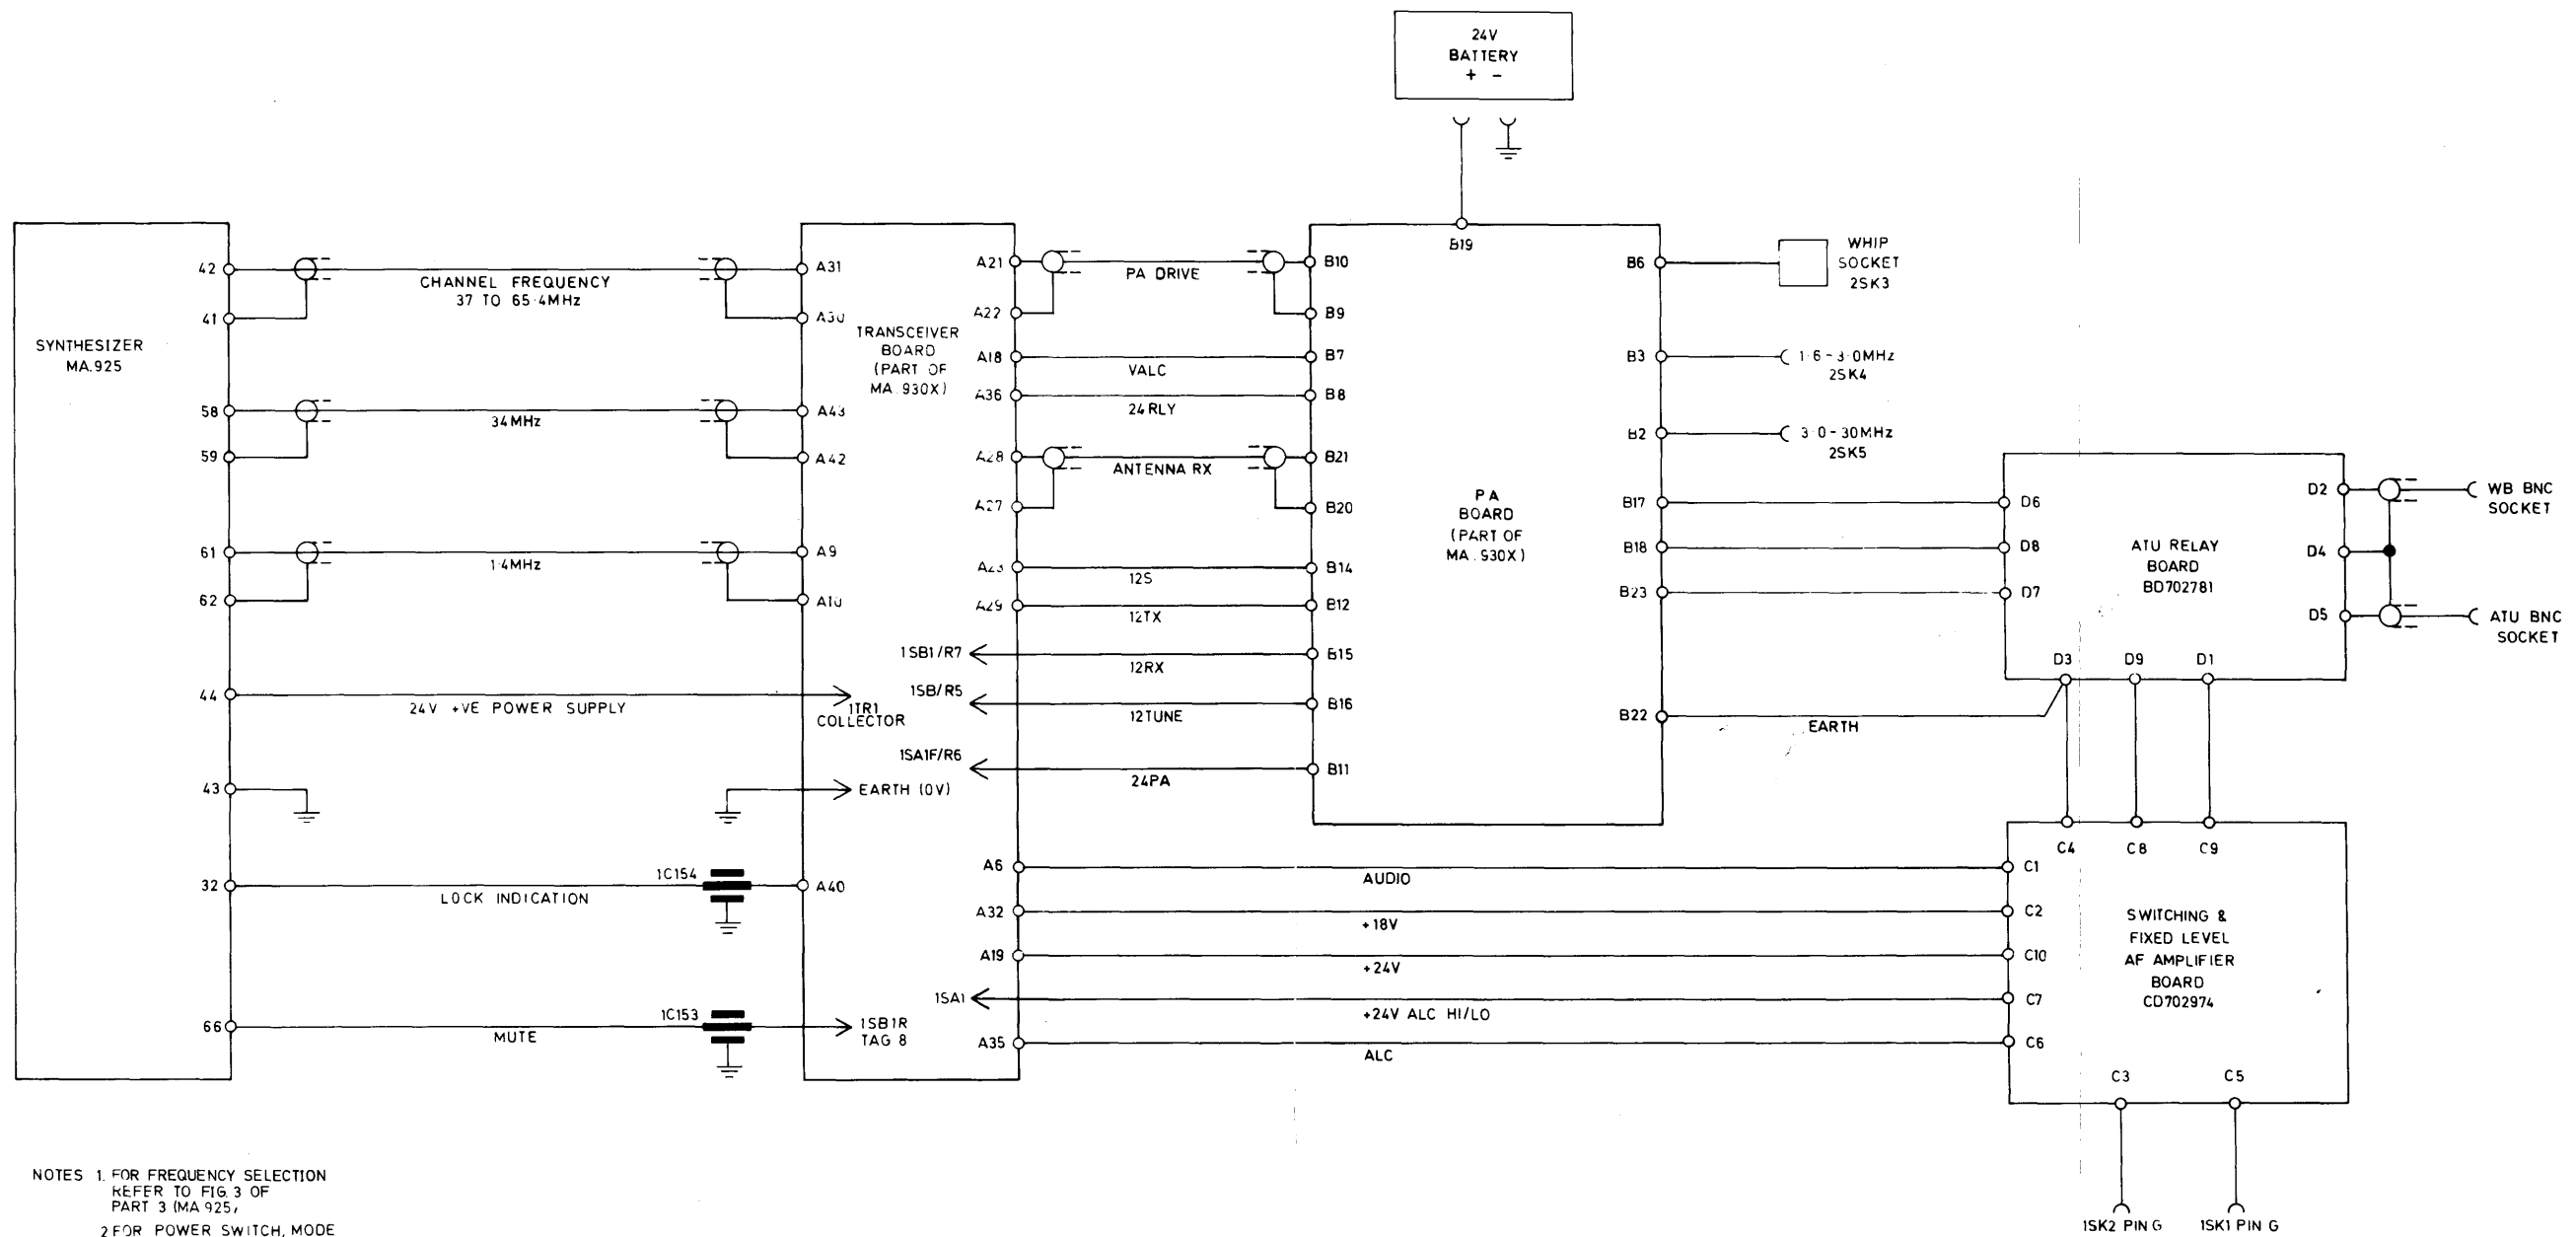 24V
BATTERY
+ -
SYNTHESIZER
MA.925
42
41
58
59
61
62
44
43
32
66
CHANNEL FREQUENCY
37 TO 65·4MHz
34MHz
1·4MHz
24V +VE POWER SUPPLY
LOCK INDICATION
MUTE
1C154
1C153
TRANSCEIVER
BOARD
(PART OF
MA.930X)
A31
A30
A43
A42
A9
A10
1TR1
COLLECTOR
EARTH (0V)
A40
1SB1R
TAG 8
A21
A22
A18
A36
A28
A27
A23
A29
1SB1/R7
1SB/R5
1SA1F/R6
A6
A32
A19
1SA1
A35
PA DRIVE
VALC
24RLY
ANTENNA RX
12S
12TX
12RX
12TUNE
24PA
AUDIO
+18V
+24V
+24V ALC HI/LO
ALC
B19
B10
B9
B7
B8
B21
B20
B14
B12
B15
B16
B11
PA
BOARD
(PART OF
MA.930X)
B6
B3
B2
B17
B18
B23
B22
WHIP
SOCKET
2SK3
1·6-3·0MHz
2SK4
3·0-30MHz
2SK5
EARTH
D6
D8
D7
ATU RELAY
BOARD
BD702781
D2
D4
D5
D3 D9 D1
WB BNC
SOCKET
ATU BNC
SOCKET
C4 C8 C9
C1
C2
C10
C7
C6
SWITCHING &
FIXED LEVEL
AF AMPLIFIER
BOARD
CD702974
C3 C5
1SK2 PIN G 1SK1 PIN G
NOTES 1. FOR FREQUENCY SELECTION
REFER TO FIG.3 OF
PART 3 (MA 925,
2 FOR POWER SWITCH, MODE